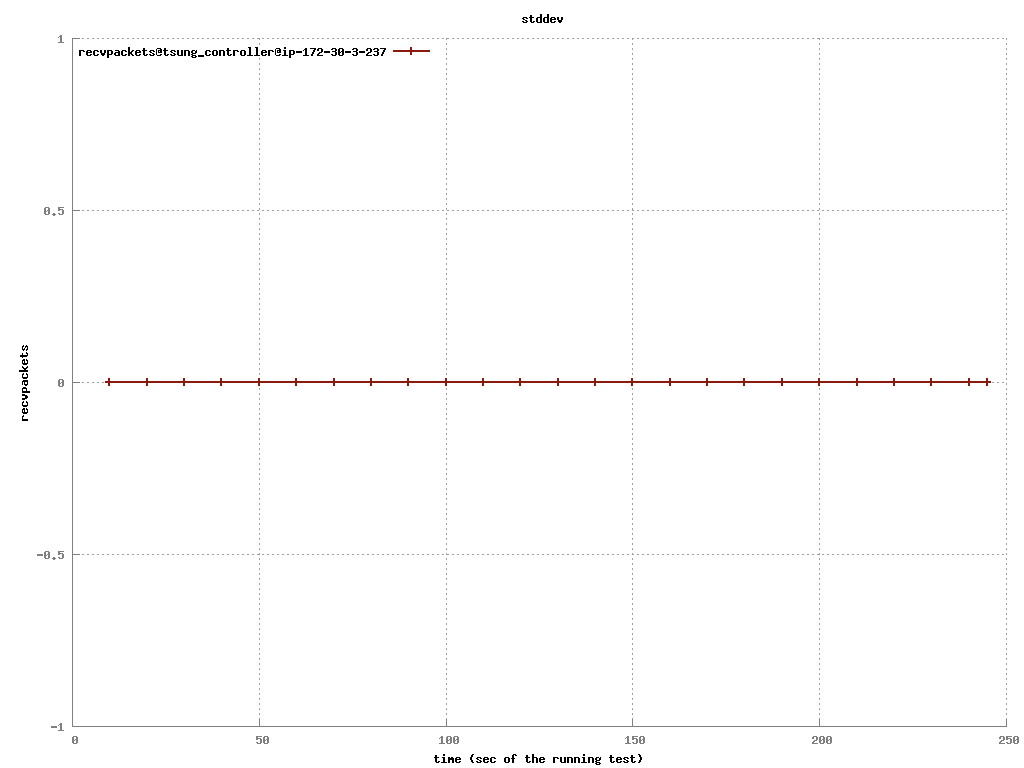 stddev
recvpackets@tsung_controller@ip-172-30-3-237
1
0.5
0
-0.5
-1
recvpackets
0 50 100 150 200 250
time (sec of the running test)